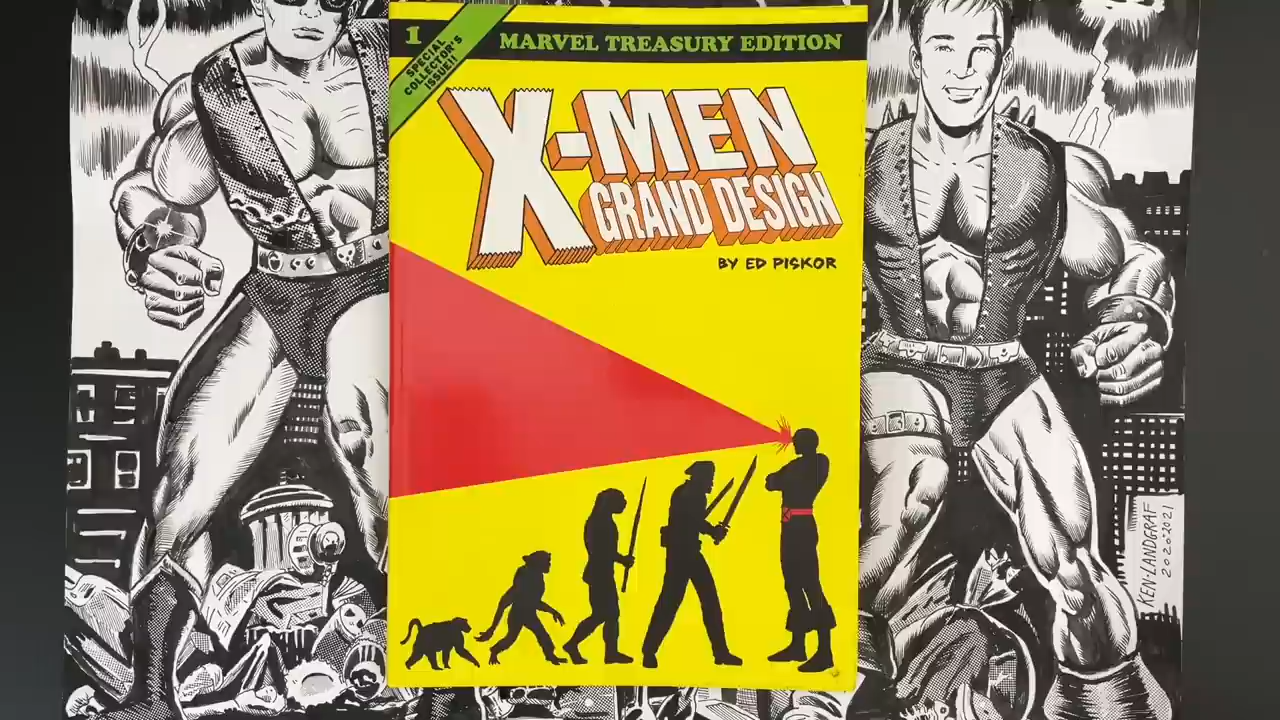 1
SPECIAL
COLLECTOR'S
ISSUE!!
MARVEL TREASURY EDITION
X-MEN
GRAND DESIGN
BY ED PISKOR
KEN·LANDGRAF
2020·2021